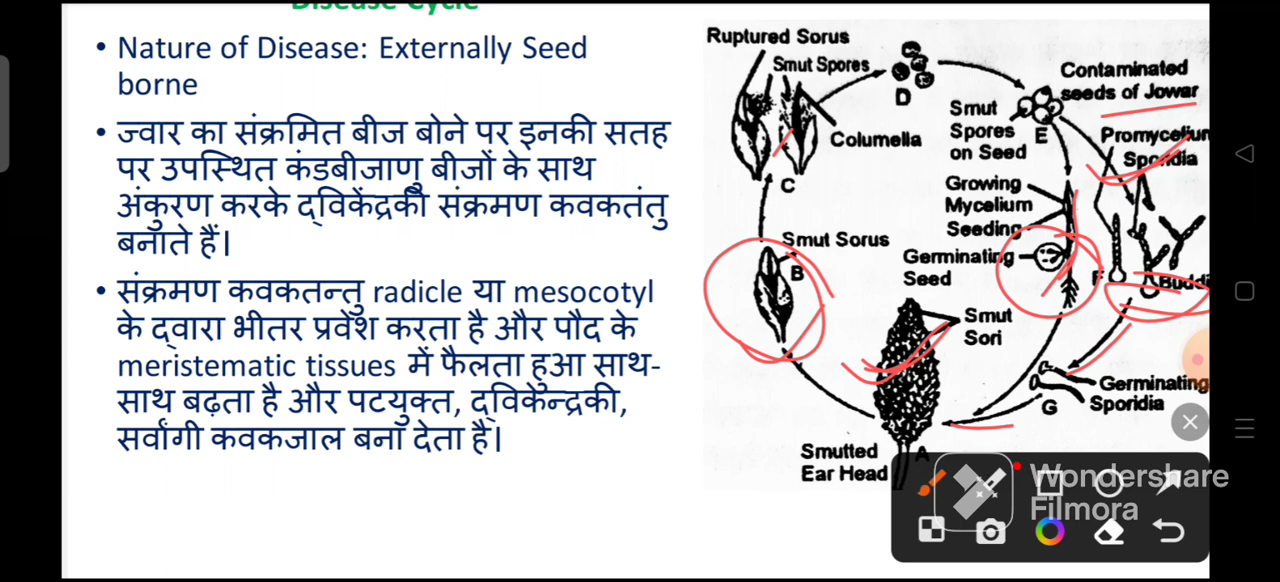 Disease Cycle
• Nature of Disease: Externally Seed
borne
• ज्वार का संक्रमित बीज बोने पर इनकी सतह
पर उपस्थित कंडबीजाणु बीजों के साथ
अंकुरण करके द्विकेंद्रकी संक्रमण कवकतंतु
बनाते हैं।
• संक्रमण कवकतन्तु radicle या mesocotyl
के द्वारा भीतर प्रवेश करता है और पौद के
meristematic tissues में फैलता हुआ साथ-
साथ बढ़ता है और पटयुक्त, द्विकेन्द्रकी,
सर्वांगी कवकजाल बना देता है।
Ruptured Sorus
Smut Spores
Columella
C
D
Contaminated
seeds of Jowar
Smut
Spores
on Seed
E
Promycelium
Sporidia
Growing
Mycelium
Seeding
Germinating
Seed
F
Buddi
Smut Sorus
B
Smut
Sori
Germinating
Sporidia
G
Smutted
Ear Head
A
Wondershare
Filmora